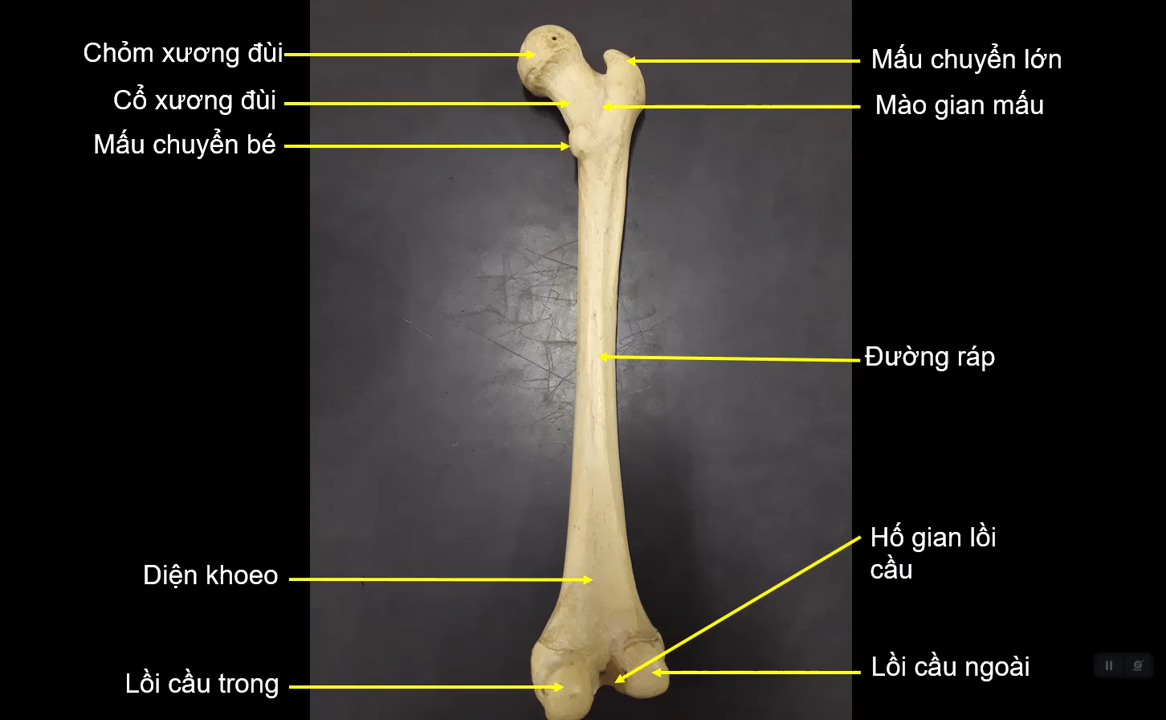 Chỏm xương đùi
Cổ xương đùi
Mấu chuyển bé
Mấu chuyển lớn
Mào gian mấu
Đường ráp
Diện khoeo
Lồi cầu trong
Hố gian lồi
cầu
Lồi cầu ngoài